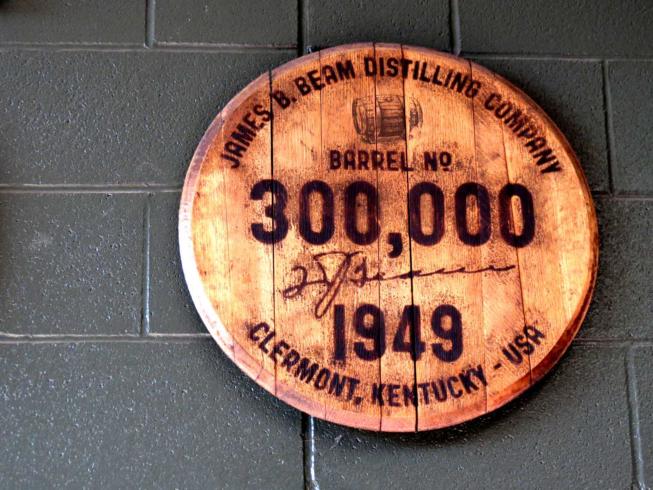 JAMES B. BEAM DISTILLING COMPANY
BARREL Nº
300,000
1949
CLERMONT, KENTUCKY - USA